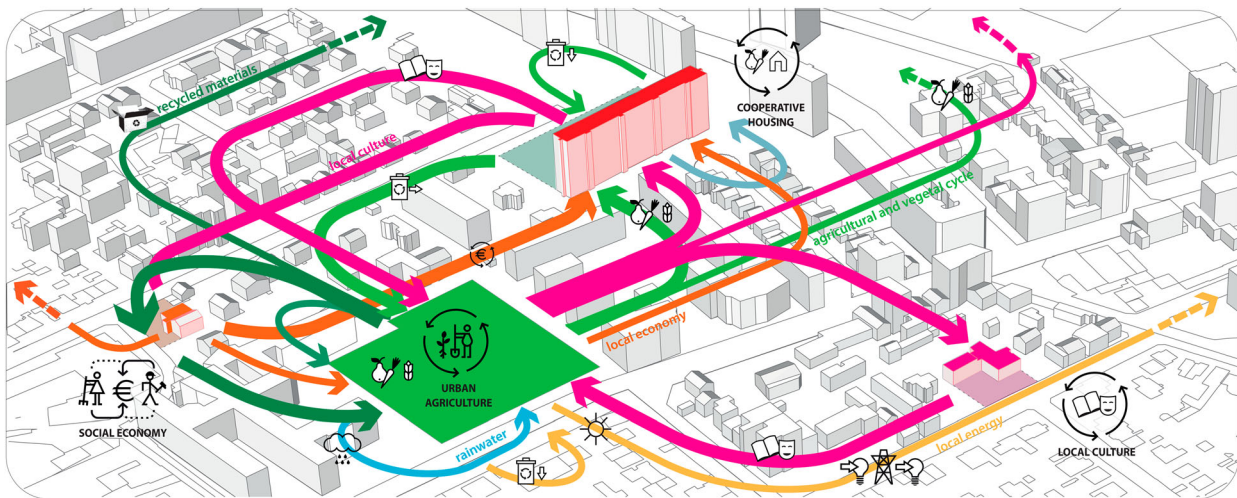 recycled materials
local culture
COOPERATIVE
HOUSING
agricultural and vegetal cycle
€
local economy
URBAN
AGRICULTURE
€
SOCIAL ECONOMY
rainwater
local energy
LOCAL CULTURE